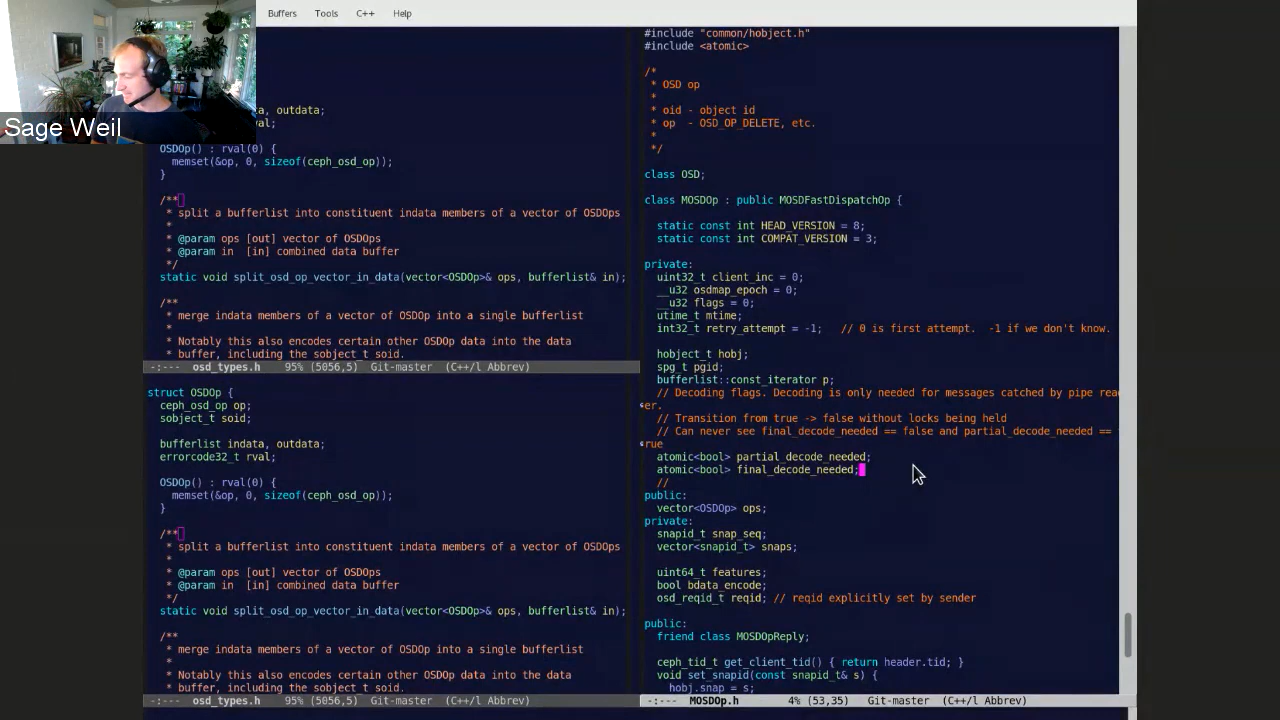 Buffers Tools C++ Help
Sage Weil
ta, outdata;
val;
OSDOp() : rval(0) {
memset(&op, 0, sizeof(ceph_osd_op));
}
/**
* split a bufferlist into constituent indata members of a vector of OSDOps
*
* @param ops [out] vector of OSDOps
* @param in  [in] combined data buffer
*/
static void split_osd_op_vector_in_data(vector<OSDOp>& ops, bufferlist& in);
/**
* merge indata members of a vector of OSDOp into a single bufferlist
*
* Notably this also encodes certain other OSDOp data into the data
* buffer, including the sobject_t soid.
-:--- osd_types.h 95% (5056,5) Git-master (C++/l Abbrev)
struct OSDOp {
ceph_osd_op op;
sobject_t soid;
bufferlist indata, outdata;
errorcode32_t rval;
OSDOp() : rval(0) {
memset(&op, 0, sizeof(ceph_osd_op));
}
/**
* split a bufferlist into constituent indata members of a vector of OSDOps
*
* @param ops [out] vector of OSDOps
* @param in  [in] combined data buffer
*/
static void split_osd_op_vector_in_data(vector<OSDOp>& ops, bufferlist& in);
/**
* merge indata members of a vector of OSDOp into a single bufferlist
*
* Notably this also encodes certain other OSDOp data into the data
* buffer, including the sobject_t soid.
-:--- osd_types.h 95% (5056,5) Git-master (C++/l Abbrev)
#include "common/hobject.h"
#include <atomic>
/*
* OSD op
*
* oid - object id
* op  - OSD_OP_DELETE, etc.
*
*/
class OSD;
class MOSDOp : public MOSDFastDispatchOp {
static const int HEAD_VERSION = 8;
static const int COMPAT_VERSION = 3;
private:
uint32_t client_inc = 0;
__u32 osdmap_epoch = 0;
__u32 flags = 0;
utime_t mtime;
int32_t retry_attempt = -1;   // 0 is first attempt.  -1 if we don't know.
hobject_t hobj;
spg_t pgid;
bufferlist::const_iterator p;
// Decoding flags. Decoding is only needed for messages catched by pipe rea
er.
// Transition from true -> false without locks being held
// Can never see final_decode_needed == false and partial_decode_needed ==
rue
atomic<bool> partial_decode_needed;
atomic<bool> final_decode_needed;
//
public:
vector<OSDOp> ops;
private:
snapid_t snap_seq;
vector<snapid_t> snaps;
uint64_t features;
bool bdata_encode;
osd_reqid_t reqid; // reqid explicitly set by sender
public:
friend class MOSDOpReply;
ceph_tid_t get_client_tid() { return header.tid; }
void set_snapid(const snapid_t& s) {
hobj.snap = s;
-:--- MOSDOp.h 4% (53,35) Git-master (C++/l Abbrev)